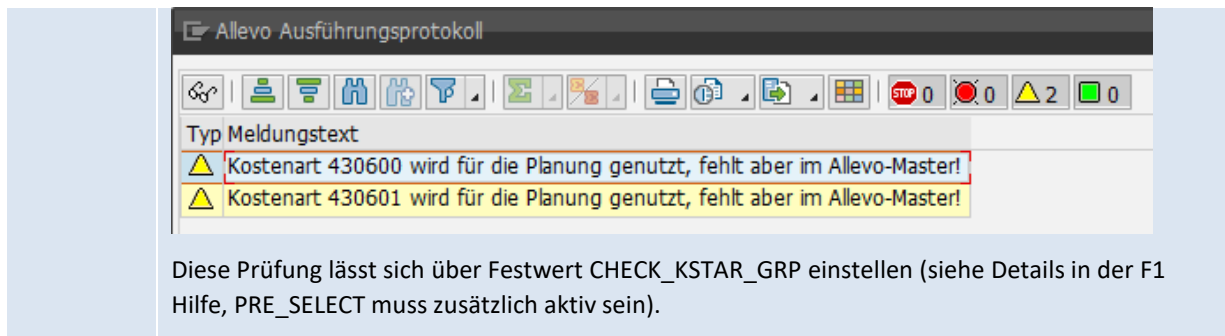 Allevo Ausführungsprotokoll
STOP 0 0 2 0
Typ Meldungstext
Kostenart 430600 wird für die Planung genutzt, fehlt aber im Allevo-Master!
Kostenart 430601 wird für die Planung genutzt, fehlt aber im Allevo-Master!
Diese Prüfung lässt sich über Festwert CHECK_KSTAR_GRP einstellen (siehe Details in der F1
Hilfe, PRE_SELECT muss zusätzlich aktiv sein).